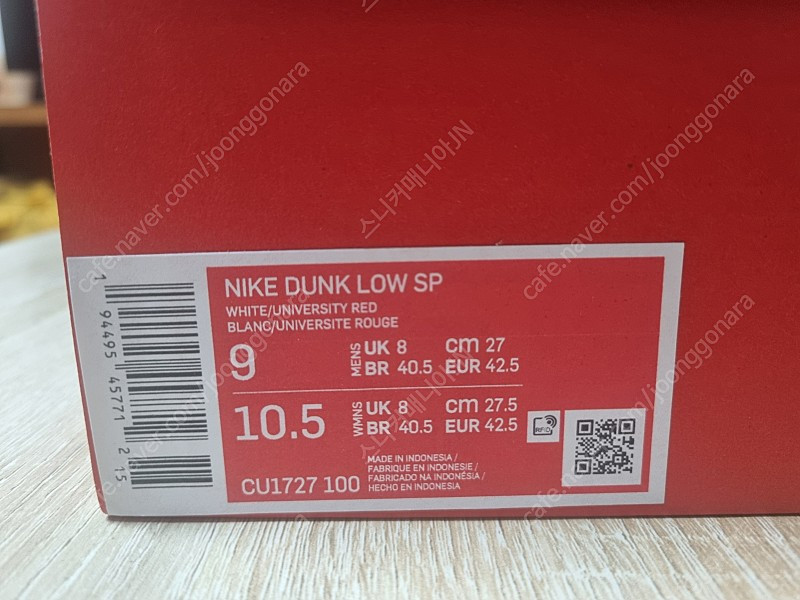 NIKE DUNK LOW SP
WHITE/UNIVERSITY RED
BLANC/UNIVERSITE ROUGE
9
MENS
UK 8 cm 27
BR 40.5 EUR 42.5
10.5
WMNS
UK 8 cm 27.5
BR 40.5 EUR 42.5
RFID
CU1727 100
MADE IN INDONESIA/
FABRIQUE EN INDONESIE/
FABRICADO NA INDONÉSIA/
HECHO EN INDONESIA
1 94495 45771 2 15
cafe.naver.com/joonggonara
스니커매니아JN
cafe.naver.com/joonggonara
cafe.naver.com/joonggonara
스니커매니아JN
cafe.naver.com/joonggonara